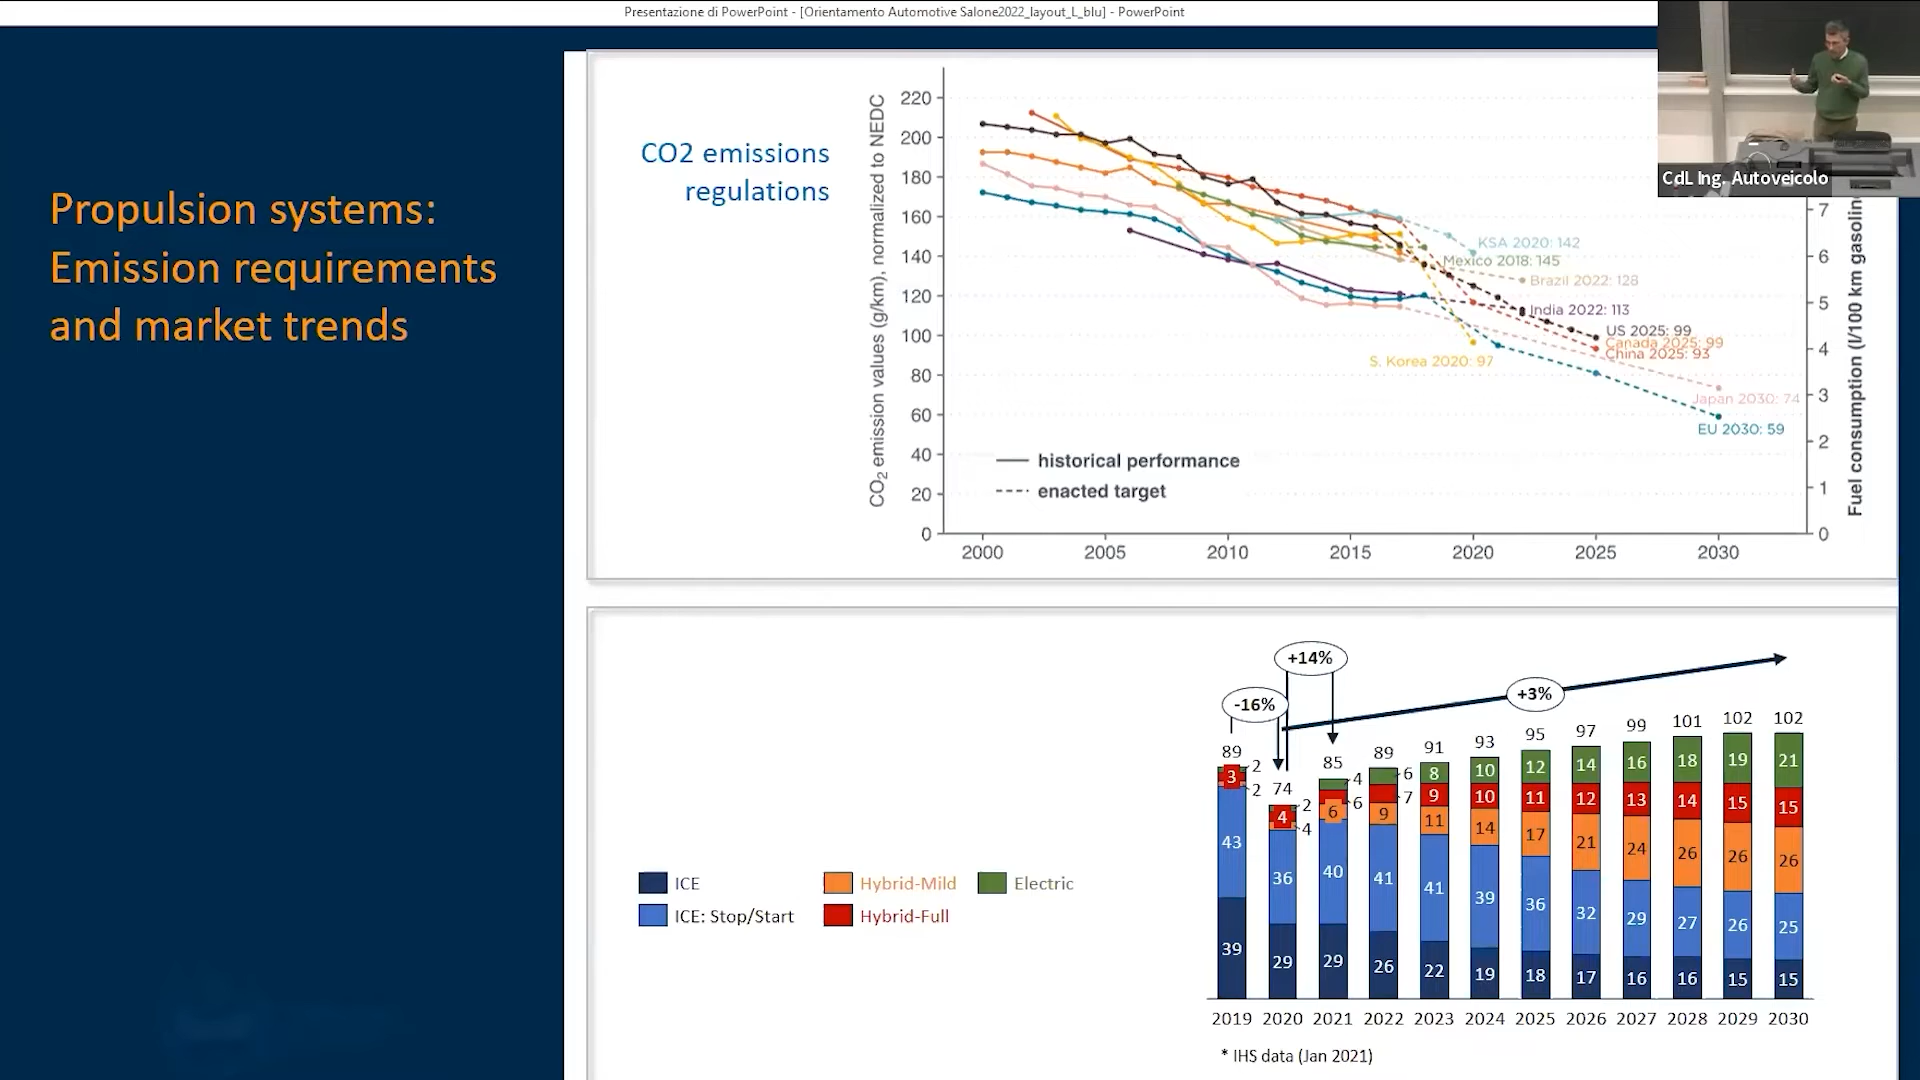 Presentazione di PowerPoint - [Orientamento Automotive Salone2022_layout_L_blu] - PowerPoint
CdL Ing. Autoveicolo
Propulsion systems:
Emission requirements
and market trends
CO2 emissions
regulations
CO₂ emission values (g/km), normalized to NEDC
220
200
180
160
140
120
100
80
60
40
20
0
2000 2005 2010 2015 2020 2025 2030
KSA 2020: 142
Mexico 2018: 145
Brazil 2022: 128
India 2022: 113
US 2025: 99
Canada 2025: 99
China 2025: 93
S. Korea 2020: 97
Japan 2030: 74
EU 2030: 59
historical performance
enacted target
7
6
5
4
3
2
1
0
Fuel consumption (l/100 km gasoline
+14%
-16%
+3%
89 74 85 89 91 93 95 97 99 101 102 102
2 2 4 6 8 10 12 14 16 18 19 21
3 4 6 7 9 10 11 12 13 14 15 15
2 4 6 9 11 14 17 21 24 26 26 26
43 36 40 41 41 39 36 32 29 27 26 25
39 29 29 26 22 19 18 17 16 16 15 15
2019 2020 2021 2022 2023 2024 2025 2026 2027 2028 2029 2030
ICE Hybrid-Mild Electric
ICE: Stop/Start Hybrid-Full
* IHS data (Jan 2021)